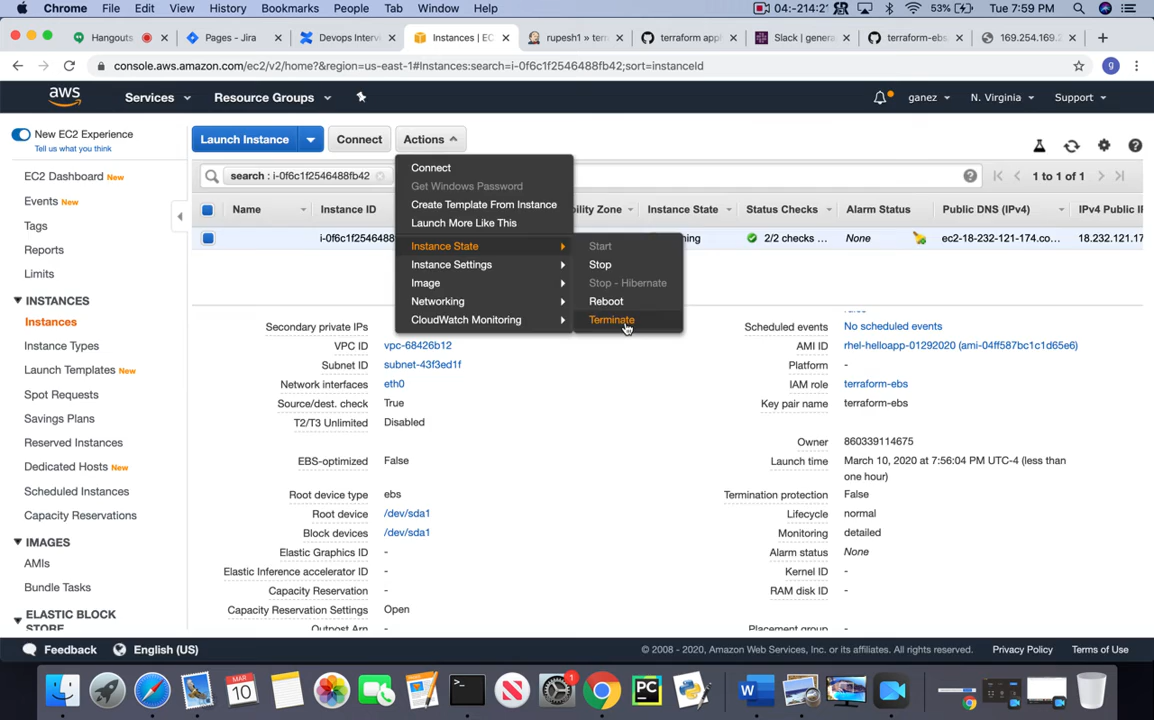 Chrome File Edit View History Bookmarks People Tab Window Help 04:-214:2 53% Tue 7:59 PM
Hangouts Pages - Jira Devops Intervi Instances | EC rupesh1 » terr terraform appl Slack | genera terraform-ebs- 169.254.169.
console.aws.amazon.com/ec2/v2/home?&region=us-east-1#Instances:search=i-0f6c1f2546488fb42;sort=instanceId g
aws Services Resource Groups ganez N. Virginia Support
New EC2 Experience
Tell us what you think
Launch Instance Connect Actions
EC2 Dashboard New
Events New
Tags
Reports
Limits
INSTANCES
Instances
Instance Types
Launch Templates New
Spot Requests
Savings Plans
Reserved Instances
Dedicated Hosts New
Scheduled Instances
Capacity Reservations
IMAGES
AMIs
Bundle Tasks
ELASTIC BLOCK
STORE
search : i-0f6c1f2546488fb42 1 to 1 of 1
Name Instance ID bility Zone Instance State Status Checks Alarm Status Public DNS (IPv4) IPv4 Public I
i-0f6c1f2546488 2/2 checks ... None ec2-18-232-121-174.co... 18.232.121.17
Connect
Get Windows Password
Create Template From Instance
Launch More Like This
Instance State
Instance Settings
Image
Networking
CloudWatch Monitoring
Start
Stop
Stop - Hibernate
Reboot
Terminate
Secondary private IPs
VPC ID vpc-68426b12
Subnet ID subnet-43f3ed1f
Network interfaces eth0
Source/dest. check True
T2/T3 Unlimited Disabled
EBS-optimized False
Root device type ebs
Root device /dev/sda1
Block devices /dev/sda1
Elastic Graphics ID -
Elastic Inference accelerator ID -
Capacity Reservation -
Capacity Reservation Settings Open
Outpost Arn -
Scheduled events No scheduled events
AMI ID rhel-helloapp-01292020 (ami-04ff587bc1c1d65e6)
Platform -
IAM role terraform-ebs
Key pair name terraform-ebs
Owner 860339114675
Launch time March 10, 2020 at 7:56:04 PM UTC-4 (less than
one hour)
Termination protection False
Lifecycle normal
Monitoring detailed
Alarm status None
Kernel ID -
RAM disk ID -
Placement group -
Feedback English (US) © 2008 - 2020, Amazon Web Services, Inc. or its affiliates. All rights reserved. Privacy Policy Terms of Use
MAR
10
1
PC